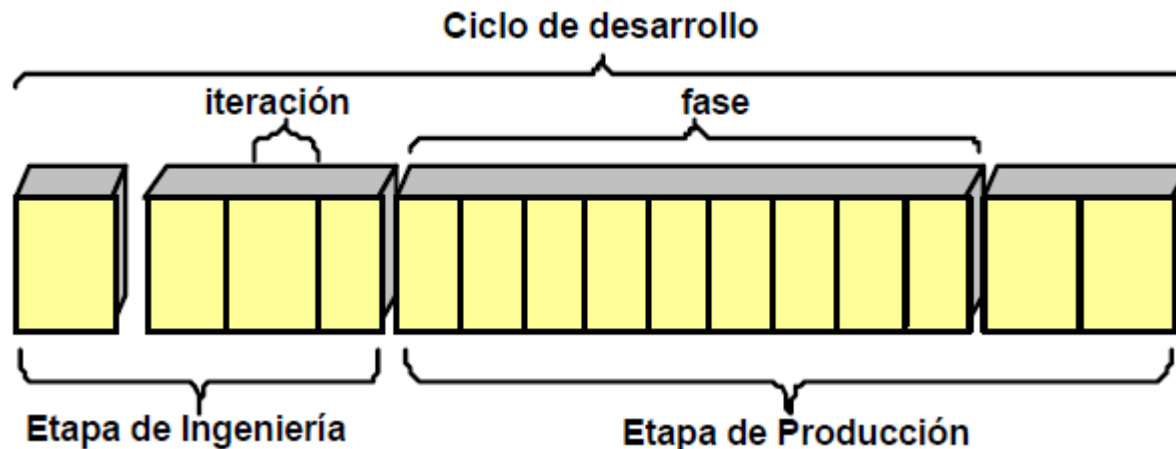 Ciclo de desarrollo
iteración
fase
Etapa de Ingeniería
Etapa de Producción